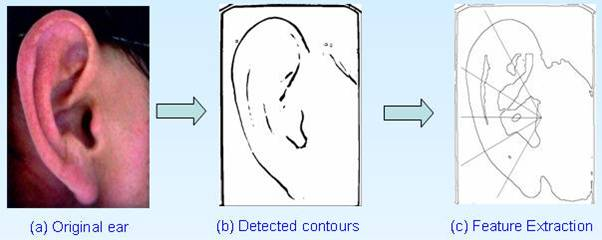 (a) Original ear
(b) Detected contours
(c) Feature Extraction